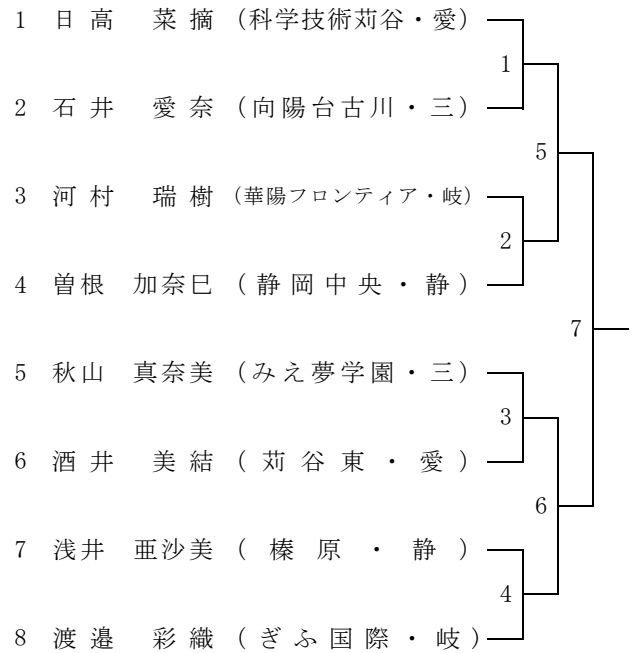 1 日高 菜摘 (科学技術苅谷・愛)
1
2 石井 愛奈 (向陽台古川・三)
5
3 河村 瑞樹 (華陽フロンティア・岐)
2
4 曽根 加奈巳 (静岡中央・静)
7
5 秋山 真奈美 (みえ夢学園・三)
3
6 酒井 美結 (苅谷東・愛)
6
7 浅井 亜沙美 (榛原・静)
4
8 渡邉 彩織 (ぎふ国際・岐)